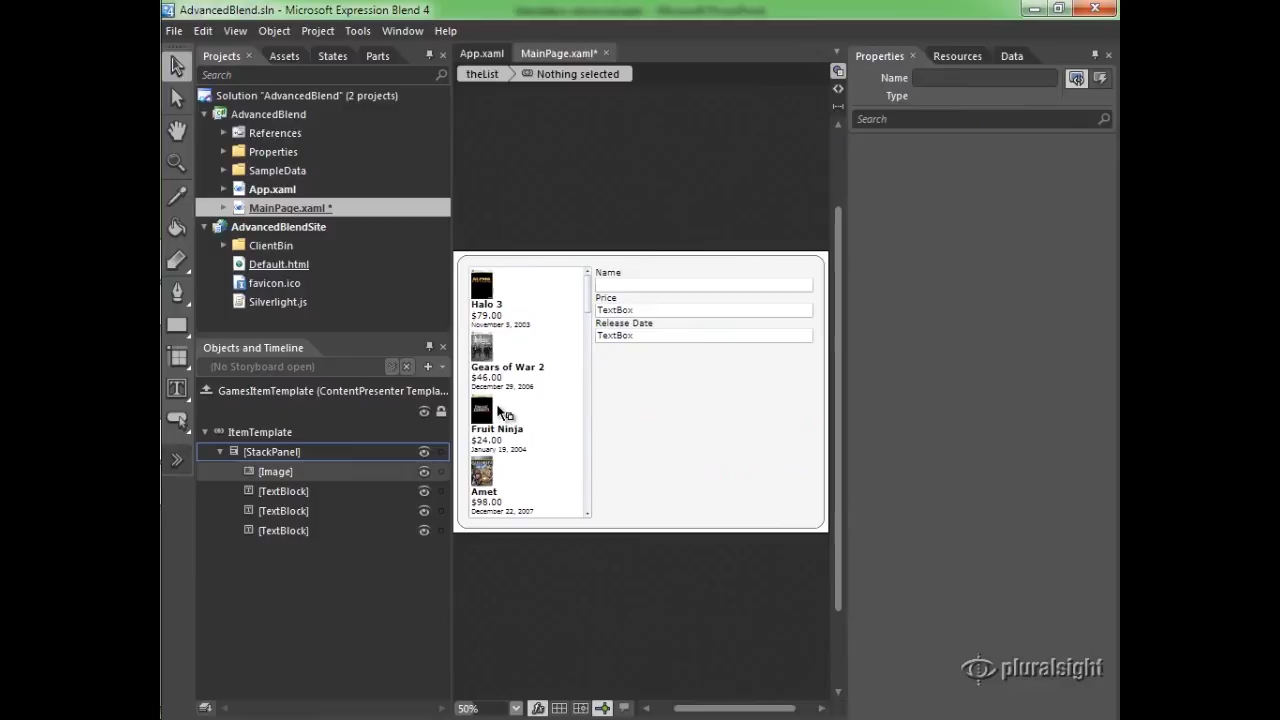 AdvancedBlend.sln - Microsoft Expression Blend 4
File Edit View Object Project Tools Window Help
Projects × Assets States Parts
Search
Solution "AdvancedBlend" (2 projects)
AdvancedBlend
References
Properties
SampleData
App.xaml
MainPage.xaml *
AdvancedBlendSite
ClientBin
Default.html
favicon.ico
Silverlight.js
Objects and Timeline
(No Storyboard open)
GamesItemTemplate (ContentPresenter Templa...
ItemTemplate
[StackPanel]
[Image]
[TextBlock]
[TextBlock]
[TextBlock]
App.xaml MainPage.xaml* ×
theList Nothing selected
Halo 3
$79.00
November 5, 2003
Gears of War 2
$46.00
December 29, 2006
Fruit Ninja
$24.00
January 19, 2004
Amet
$98.00
December 22, 2007
Name
Price
TextBox
Release Date
TextBox
50%
Properties × Resources Data
Name
Type
Search
pluralsight